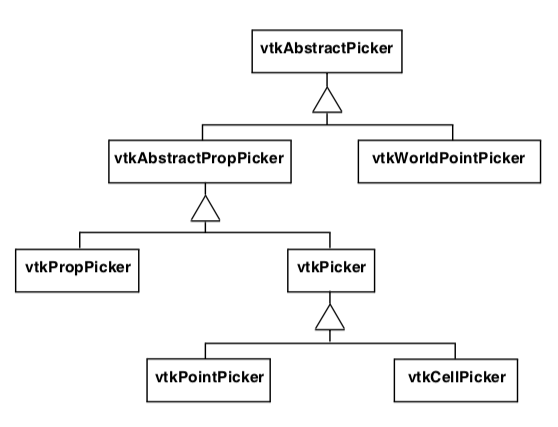 vtkAbstractPicker
vtkAbstractPropPicker
vtkWorldPointPicker
vtkPropPicker
vtkPicker
vtkPointPicker
vtkCellPicker